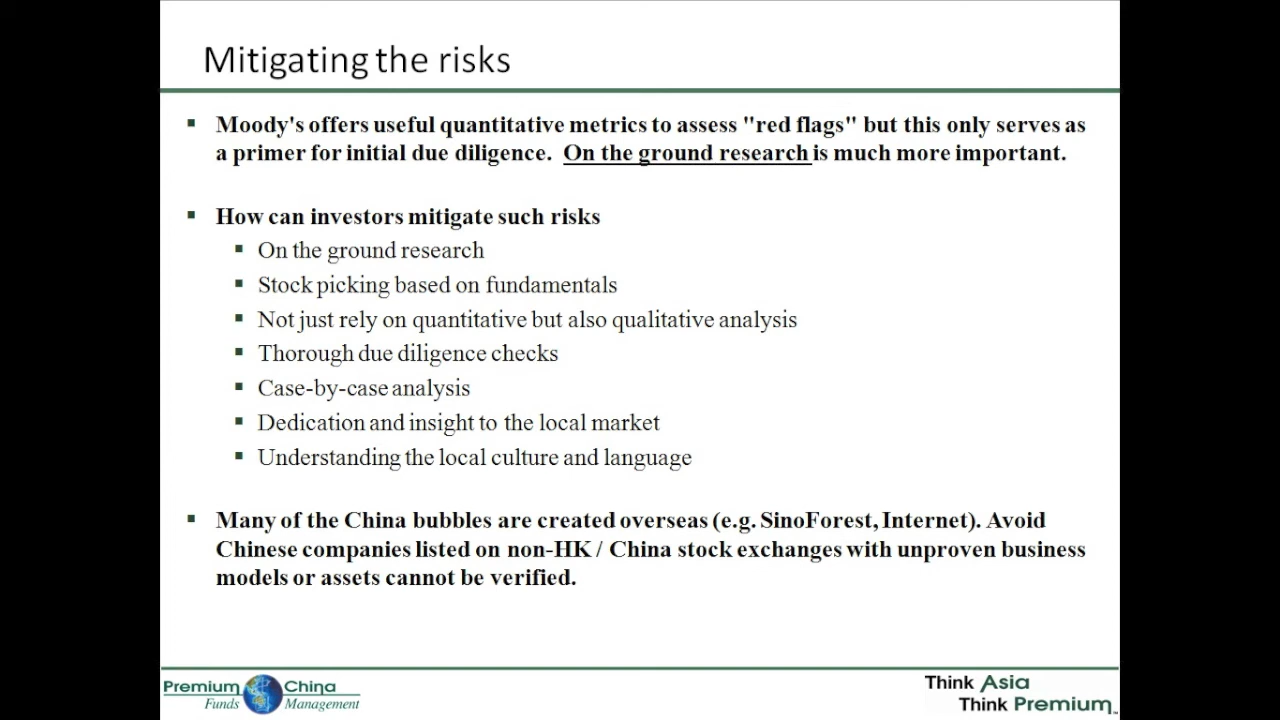 Mitigating the risks
▪ Moody's offers useful quantitative metrics to assess "red flags" but this only serves as
a primer for initial due diligence.  On the ground research is much more important.
▪ How can investors mitigate such risks
▪ On the ground research
▪ Stock picking based on fundamentals
▪ Not just rely on quantitative but also qualitative analysis
▪ Thorough due diligence checks
▪ Case-by-case analysis
▪ Dedication and insight to the local market
▪ Understanding the local culture and language
▪ Many of the China bubbles are created overseas (e.g. SinoForest, Internet). Avoid
Chinese companies listed on non-HK / China stock exchanges with unproven business
models or assets cannot be verified.
Premium China
Funds Management
Think Asia
Think Premium™